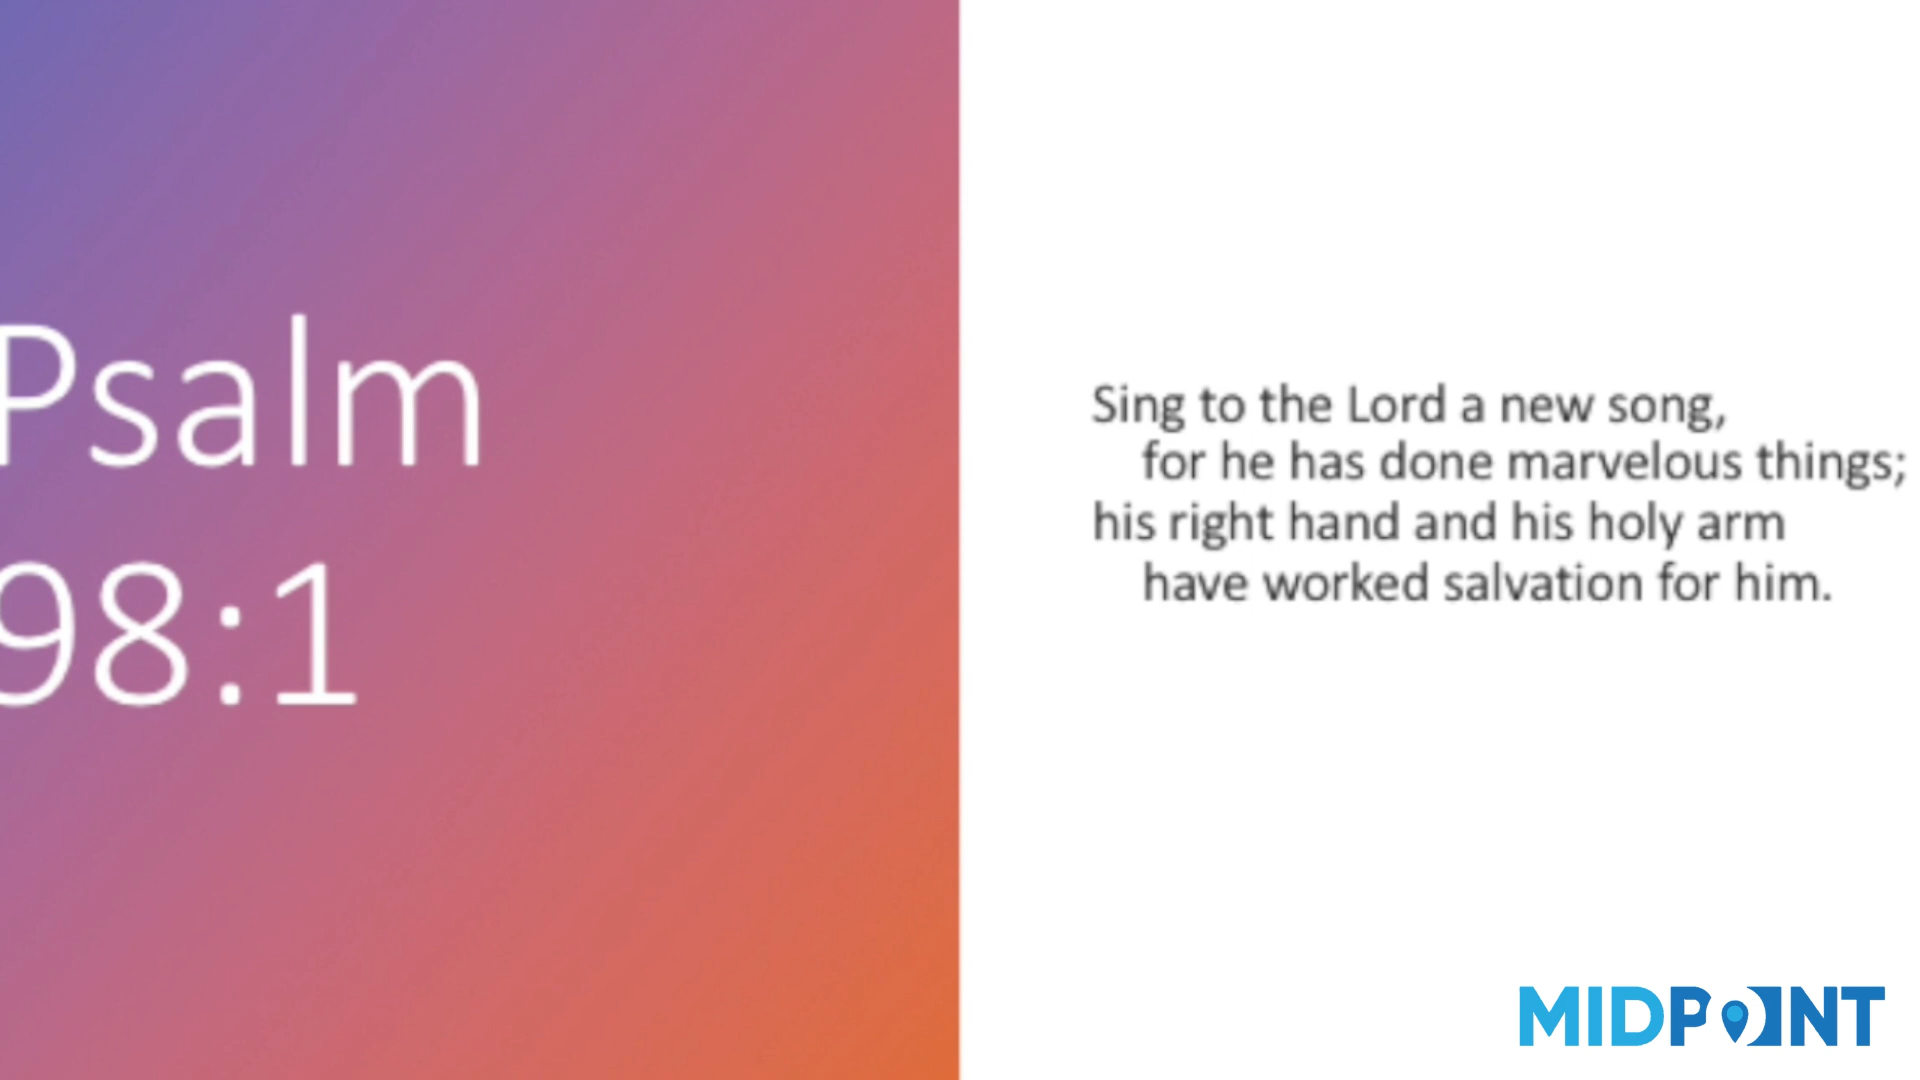 Psalm
98:1
Sing to the Lord a new song,
for he has done marvelous things;
his right hand and his holy arm
have worked salvation for him.
MIDPOINT